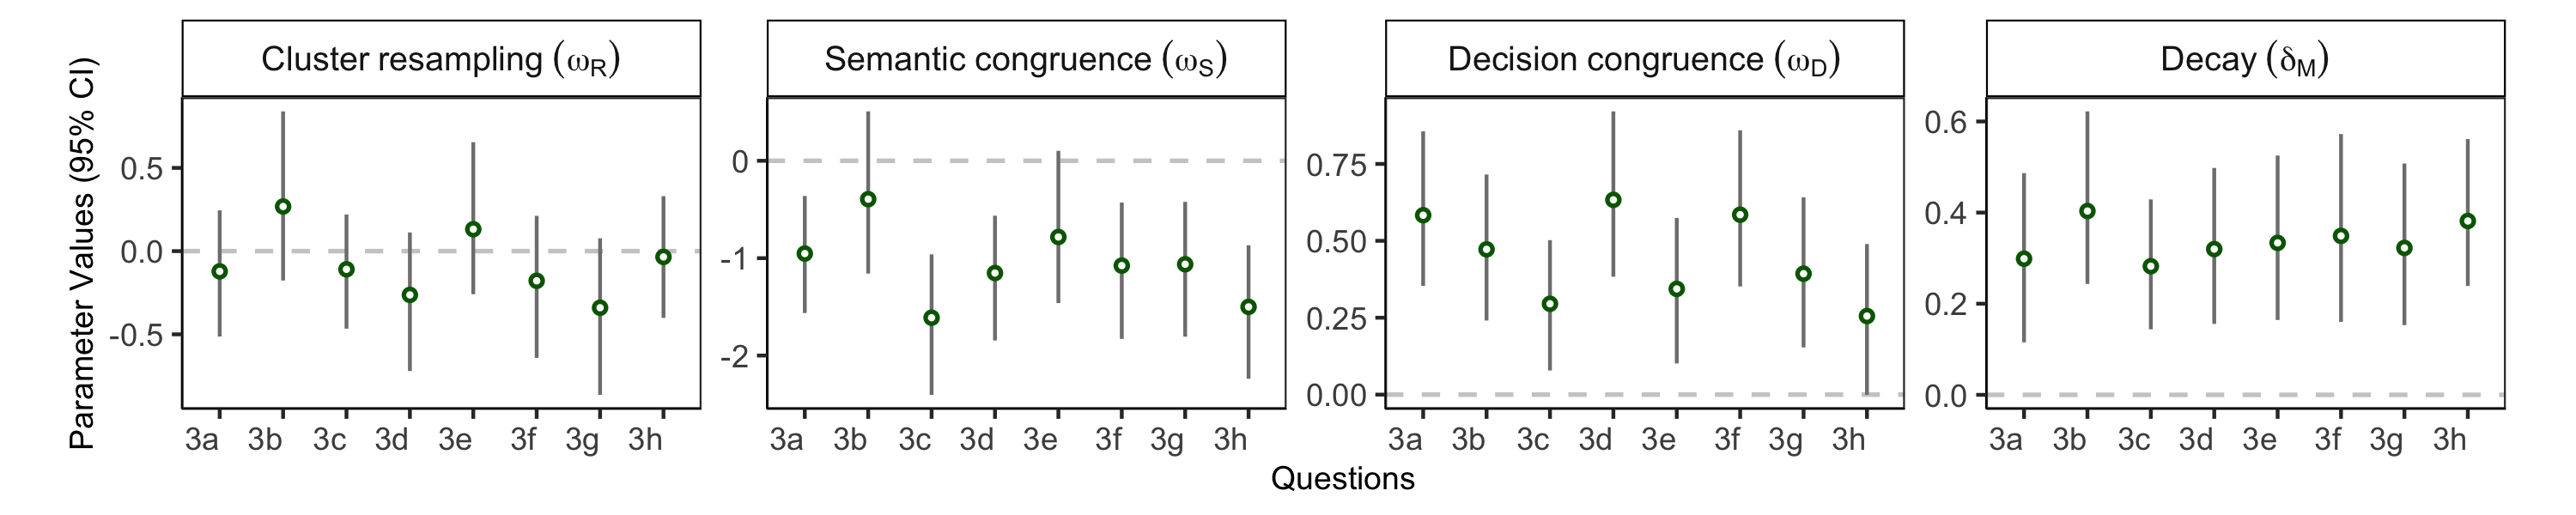 Cluster resampling (ωR)
Semantic congruence (ωS)
Decision congruence (ωD)
Decay (δM)
Parameter Values (95% CI)
0.5
0.0
-0.5
0
-1
-2
0.75
0.50
0.25
0.00
0.6
0.4
0.2
0.0
3a 3b 3c 3d 3e 3f 3g 3h
3a 3b 3c 3d 3e 3f 3g 3h
3a 3b 3c 3d 3e 3f 3g 3h
3a 3b 3c 3d 3e 3f 3g 3h
Questions